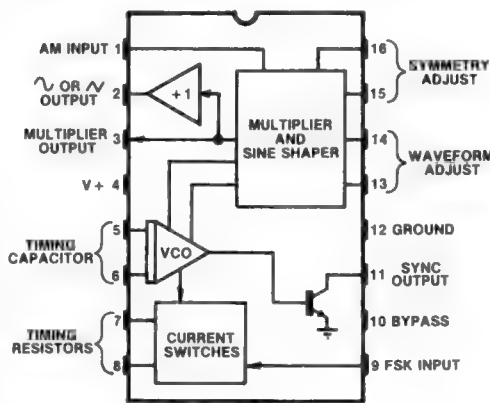 AM INPUT 1
∿ OR
OUTPUT
2
+1
MULTIPLIER
OUTPUT
3
V + 4
5
TIMING
CAPACITOR
6
7
TIMING
RESISTORS
8
MULTIPLIER
AND
SINE SHAPER
VCO
CURRENT
SWITCHES
16
SYMMETRY
ADJUST
15
14
WAVEFORM
ADJUST
13
12 GROUND
11
SYNC
OUTPUT
10 BYPASS
9 FSK INPUT